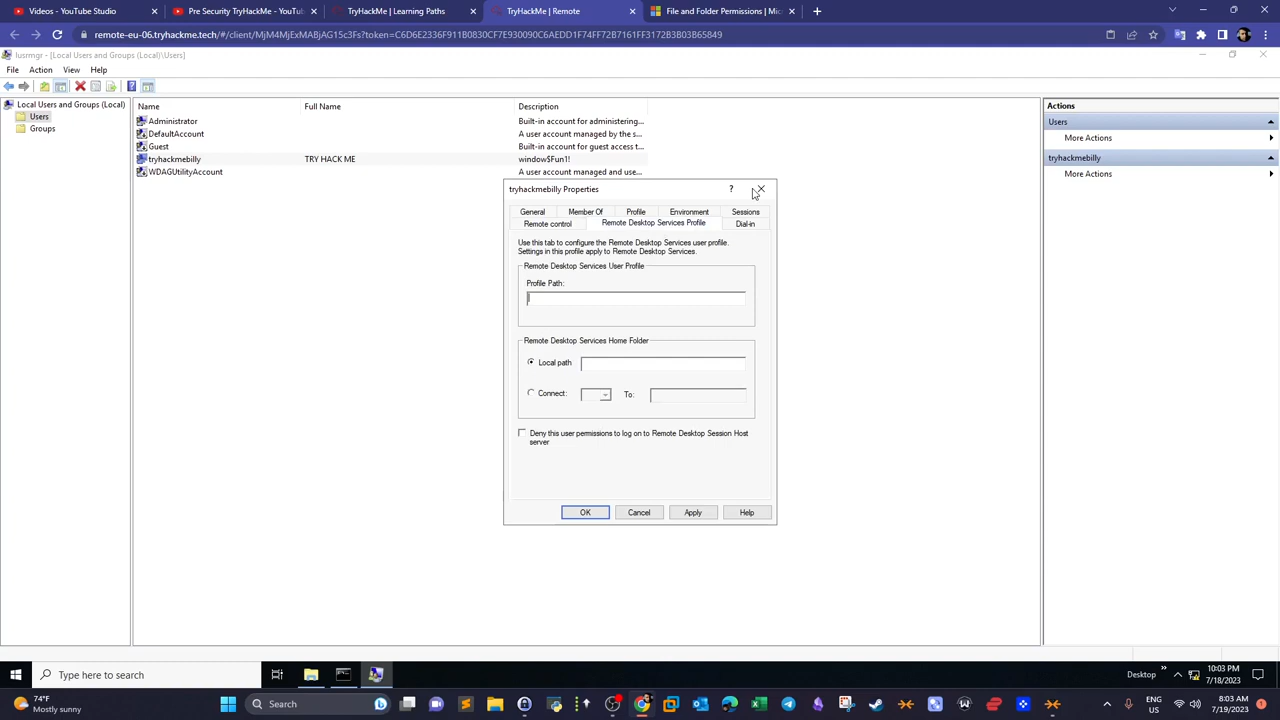 Videos - YouTube
Pre Security TryHackMe - YouTub
TryHackMe | Learning Paths
TryHackMe | Remote
File and Folder Permissions | Mic
remote-eu-06.tryhackme.tech/#/client/MjM4MjExMABjAG15c3Fs?token=C6D6E2336F911B0830CF7E930090C6AEDD1F74FF72B7161FF3172B3B03B65849
lusrmgr - [Local Users and Groups (Local)\Users]
File Action View Help
Local Users and Groups (Local)
Users
Groups
Name Full Name Description
Administrator Built-in account for administering...
DefaultAccount A user account managed by the s...
Guest Built-in account for guest access t...
tryhackmebilly TRY HACK ME window$Fun1!
WDAGUtilityAccount A user account managed and use...
Actions
Users
More Actions
tryhackmebilly
More Actions
tryhackmebilly Properties
?
General Member Of Profile Environment Sessions
Remote control Remote Desktop Services Profile Dial-in
Use this tab to configure the Remote Desktop Services user profile.
Settings in this profile apply to Remote Desktop Services.
Remote Desktop Services User Profile
Profile Path:
Remote Desktop Services Home Folder
Local path
Connect: To:
Deny this user permissions to log on to Remote Desktop Session Host
server
OK Cancel Apply Help
Type here to search
Desktop
10:03 PM
7/18/2023
74°F
Mostly sunny
Search
ENG
US
8:03 AM
7/19/2023